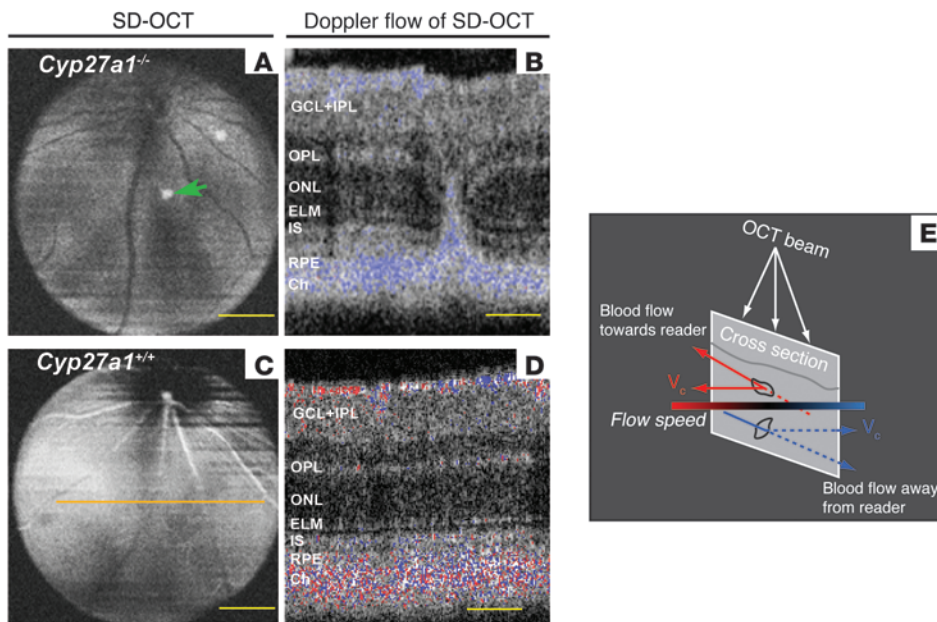 SD-OCT
Doppler flow of SD-OCT
Cyp27a1-/-
A
B
GCL+IPL
OPL
ONL
ELM
IS
RPE
Ch
Cyp27a1+/+
C
D
GCL+IPL
OPL
ONL
ELM
IS
RPE
Ch
E
OCT beam
Blood flow
towards reader
Cross section
Vc
Flow speed
Vc
Blood flow away
from reader